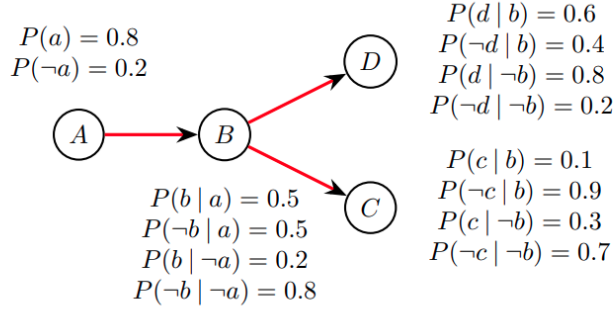 P(a) = 0.8
P(¬a) = 0.2
A
B
D
C
P(b | a) = 0.5
P(¬b | a) = 0.5
P(b | ¬a) = 0.2
P(¬b | ¬a) = 0.8
P(d | b) = 0.6
P(¬d | b) = 0.4
P(d | ¬b) = 0.8
P(¬d | ¬b) = 0.2
P(c | b) = 0.1
P(¬c | b) = 0.9
P(c | ¬b) = 0.3
P(¬c | ¬b) = 0.7